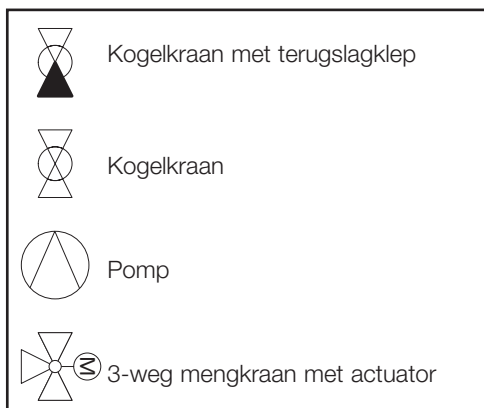 Kogelkraan met terugslagklep
Kogelkraan
Pomp
M 3-weg mengkraan met actuator